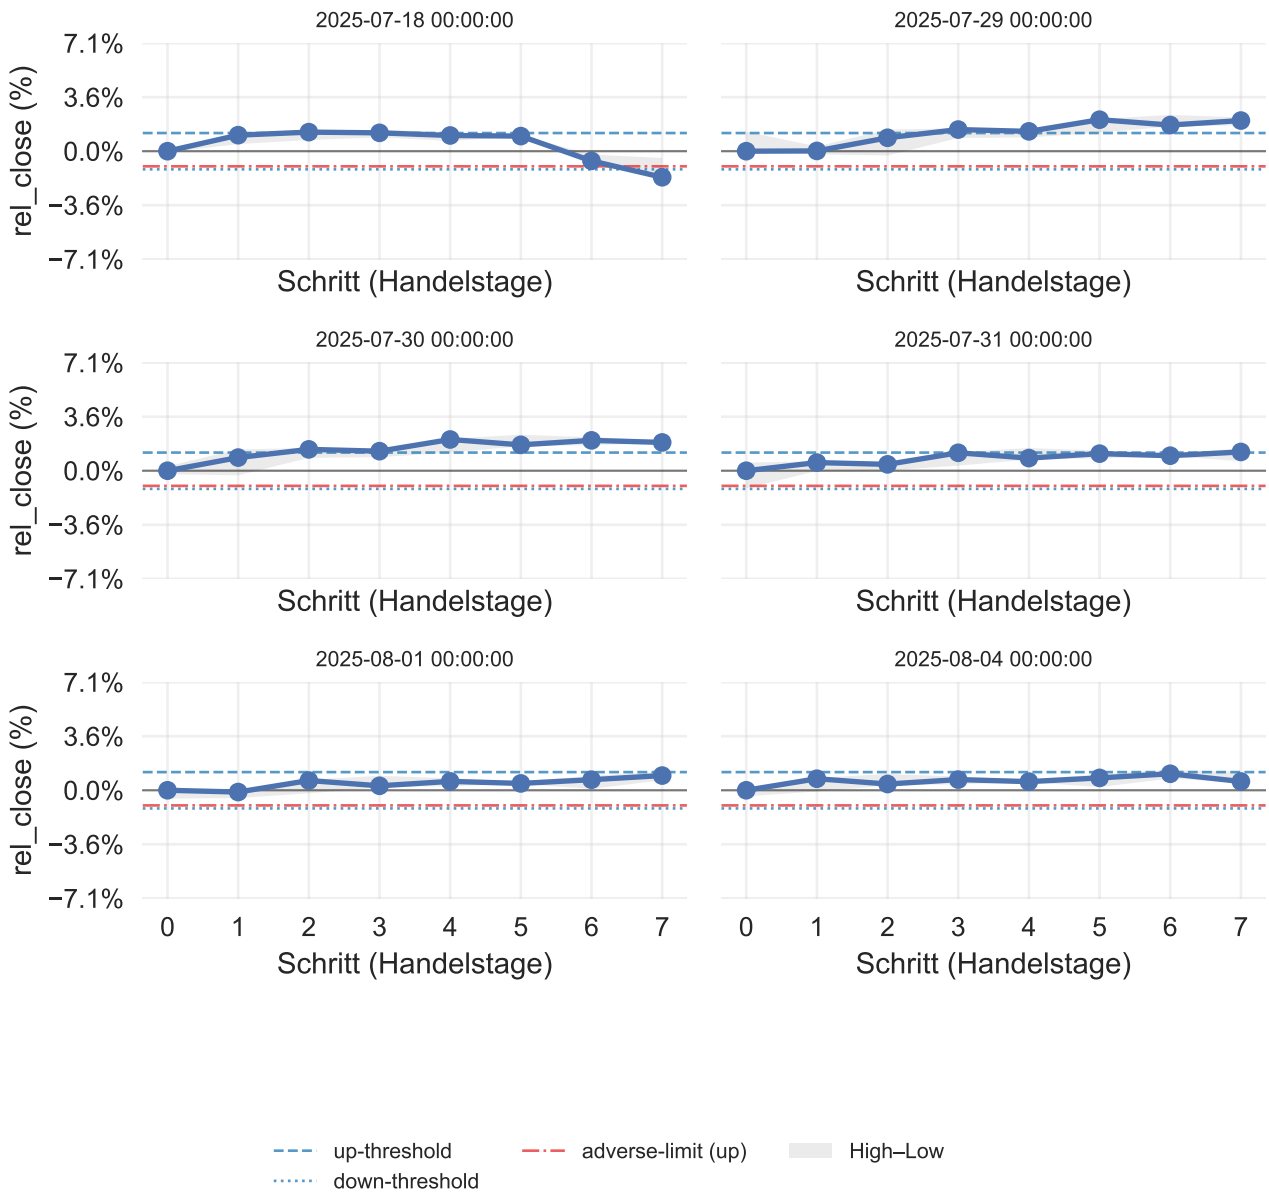 2025-07-18 00:00:00
2025-07-29 00:00:00
7.1%
3.6%
0.0%
−3.6%
−7.1%
rel_close (%)
Schritt (Handelstage)
Schritt (Handelstage)
2025-07-30 00:00:00
2025-07-31 00:00:00
7.1%
3.6%
0.0%
−3.6%
−7.1%
rel_close (%)
Schritt (Handelstage)
Schritt (Handelstage)
2025-08-01 00:00:00
2025-08-04 00:00:00
7.1%
3.6%
0.0%
−3.6%
−7.1%
rel_close (%)
0 1 2 3 4 5 6 7
0 1 2 3 4 5 6 7
Schritt (Handelstage)
Schritt (Handelstage)
up-threshold
adverse-limit (up)
High–Low
down-threshold